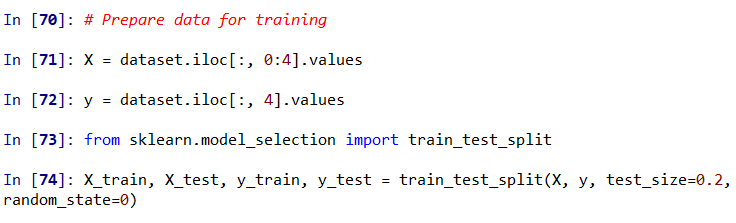 In [70]: # Prepare data for training
In [71]: X = dataset.iloc[:, 0:4].values
In [72]: y = dataset.iloc[:, 4].values
In [73]: from sklearn.model_selection import train_test_split
In [74]: X_train, X_test, y_train, y_test = train_test_split(X, y, test_size=0.2,
random_state=0)